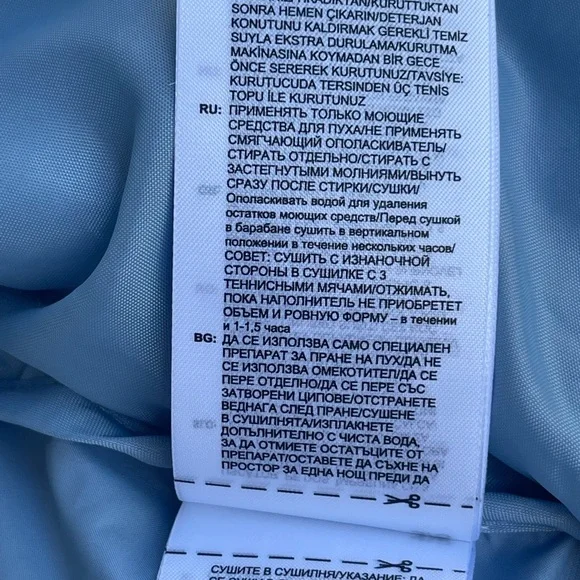 SONRA HEMEN ÇIKARIN/DETERJAN
KONUTUNU KALDIRMAK GEREKLİ TEMİZ
SUYLA EKSTRA DURULAMA/KURUTMA
MAKİNASINA KOYMADAN BİR GECE
ÖNCE SEREREK KURUTUNUZ/TAVSİYE:
KURUTUCUDA TERSINDEN ÜÇ TENİS
TOPU İLE KURUTUNUZ
RU: ПРИМЕНЯТЬ ТОЛЬКО МОЮЩИЕ
СРЕДСТВА ДЛЯ ПУХА/НЕ ПРИМЕНЯТЬ
СМЯГЧАЮЩИЙ ОПОЛАСКИВАТЕЛЬ/
СТИРАТЬ ОТДЕЛЬНО/СТИРАТЬ С
ЗАСТЕГНУТЫМИ МОЛНИЯМИ/ВЫНУТЬ
СРАЗУ ПОСЛЕ СТИРКИ/СУШКИ/
Ополаскивать водой для удаления
остатков моющих средств/Перед сушкой
в барабане сушить в вертикальном
положении в течение нескольких часов/
СОВЕТ: СУШИТЬ С ИЗНАНОЧНОЙ
СТОРОНЫ В СУШИЛКЕ С 3
ТЕННИСНЫМИ МЯЧАМИ/ОТЖИМАТЬ,
ПОКА НАПОЛНИТЕЛЬ НЕ ПРИОБРЕТЕТ
ОБЪЕМ И РОВНУЮ ФОРМУ – в течении
и 1-1,5 часа
BG: ДА СЕ ИЗПОЛЗВА САМО СПЕЦИАЛЕН
ПРЕПАРАТ ЗА ПРАНЕ НА ПУХ/ДА НЕ
СЕ ИЗПОЛЗВА ОМЕКОТИТЕЛ/ДА СЕ
ПЕРЕ ОТДЕЛНО/ДА СЕ ПЕРЕ СЪС
ЗАТВОРЕНИ ЦИПОВЕ/ОТСТРАНЕТЕ
ВЕДНАГА СЛЕД ПРАНЕ/СУШЕНЕ
В СУШИЛНЯТА/ИЗПЛАКНЕТЕ
ДОПЪЛНИТЕЛНО С ЧИСТА ВОДА,
ЗА ДА ОТМИЕТЕ ОСТАТЪЦИТЕ ОТ
ПРЕПАРАТ/ОСТАВЕТЕ ДА СЪХНЕ НА
ПРОСТОР ЗА ЕДНА НОЩ ПРЕДИ ДА
СУШИТЕ В СУШИЛНЯ/УКАЗАНИЕ: ДА